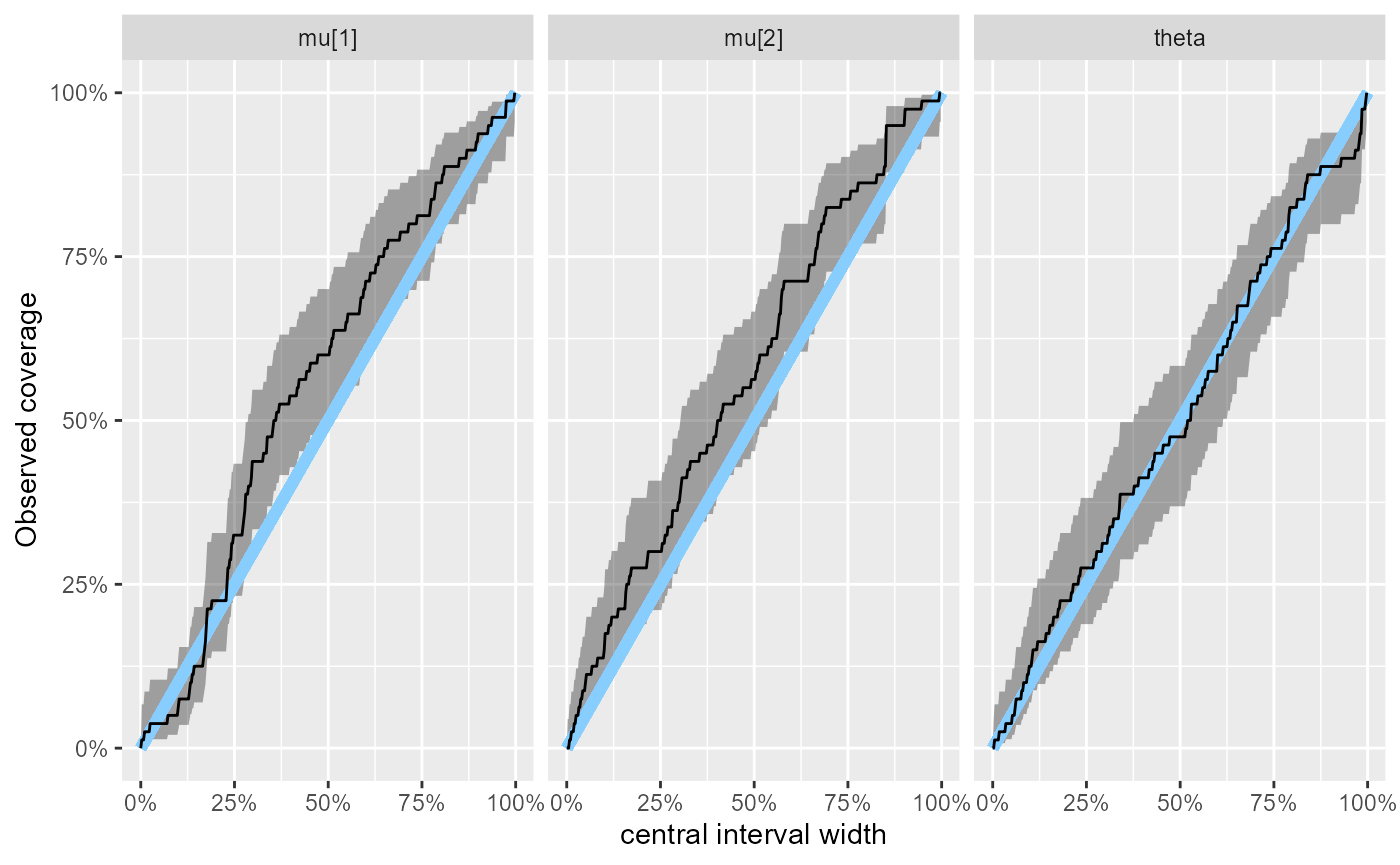 mu[1] mu[2] theta
100%
75%
50%
25%
0%
Observed coverage
0% 25% 50% 75% 100% 0% 25% 50% 75% 100% 0% 25% 50% 75% 100%
central interval width